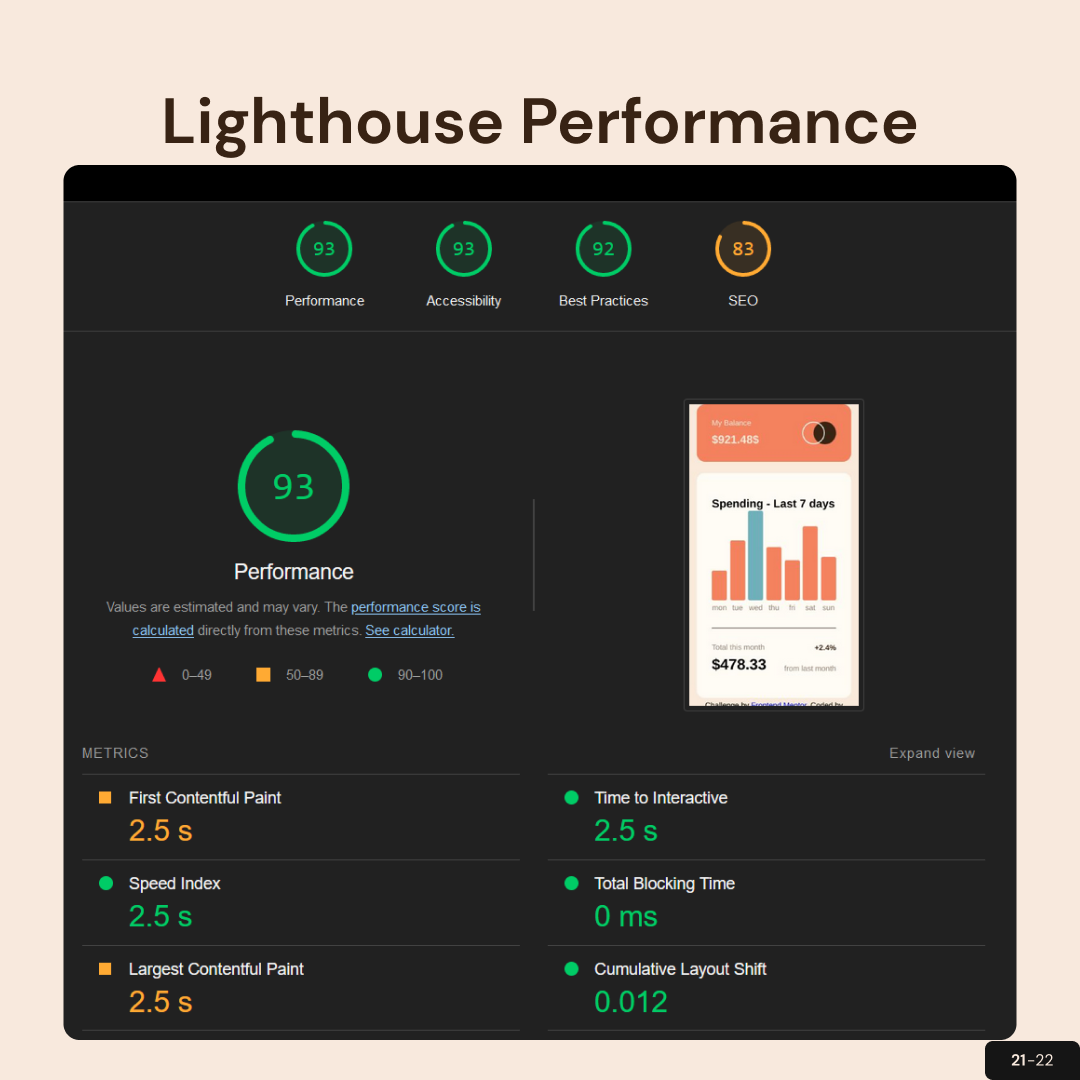 Lighthouse Performance
93
93
92
83
Performance
Accessibility
Best Practices
SEO
93
Performance
Values are estimated and may vary. The performance score is
calculated directly from these metrics. See calculator.
0–49
50–89
90–100
My Balance
$921.48$
Spending - Last 7 days
mon tue wed thu fri sat sun
Total this month
+2.4%
$478.33
from last month
Challenge by Frontend Mentor. Coded by
METRICS
Expand view
First Contentful Paint
2.5 s
Time to Interactive
2.5 s
Speed Index
2.5 s
Total Blocking Time
0 ms
Largest Contentful Paint
2.5 s
Cumulative Layout Shift
0.012
21-22